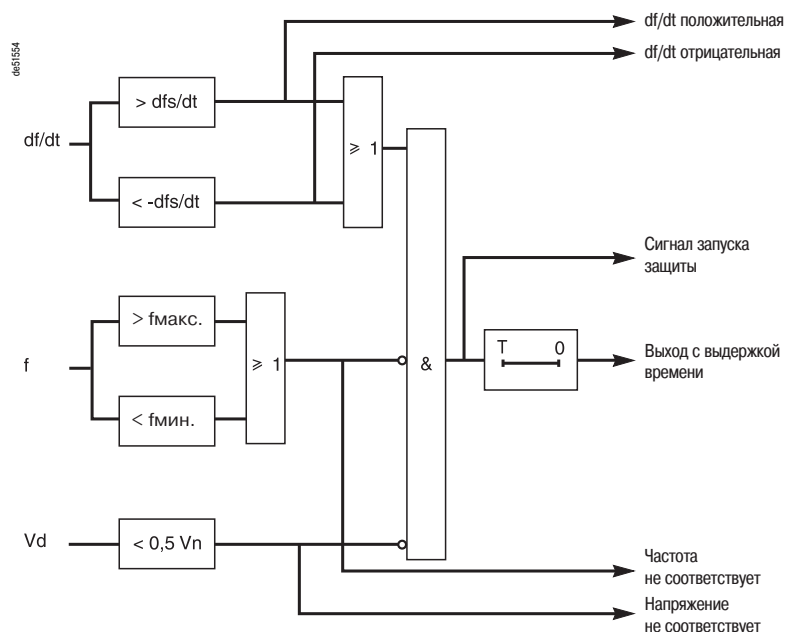 df/dt положительная
df/dt отрицательная
de51554
> dfs/dt
df/dt
⩾ 1
< -dfs/dt
Сигнал запуска
защиты
> fмакс.
f
⩾ 1
&
T 0
Выход с выдержкой
времени
< fмин.
Vd
< 0,5 Vn
Частота
не соответствует
Напряжение
не соответствует